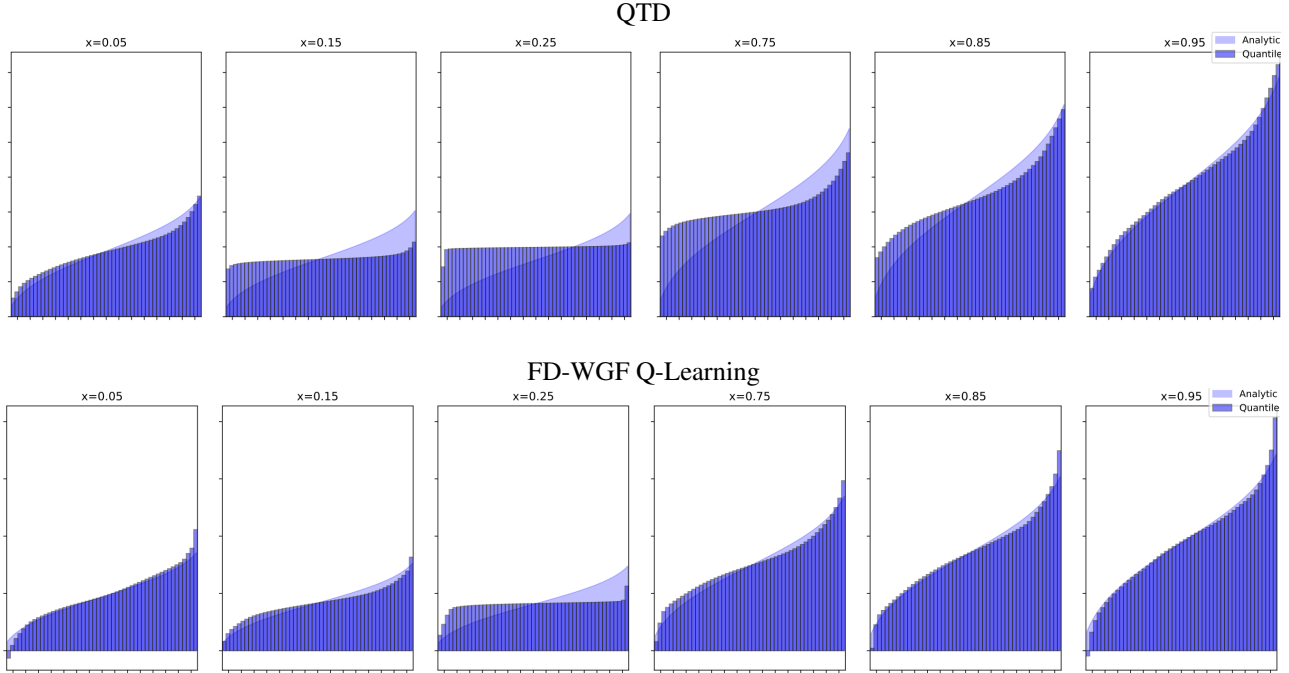 QTD
x=0.05 x=0.15 x=0.25 x=0.75 x=0.85 x=0.95
Analytic
Quantile
FD-WGF Q-Learning
x=0.05 x=0.15 x=0.25 x=0.75 x=0.85 x=0.95
Analytic
Quantile